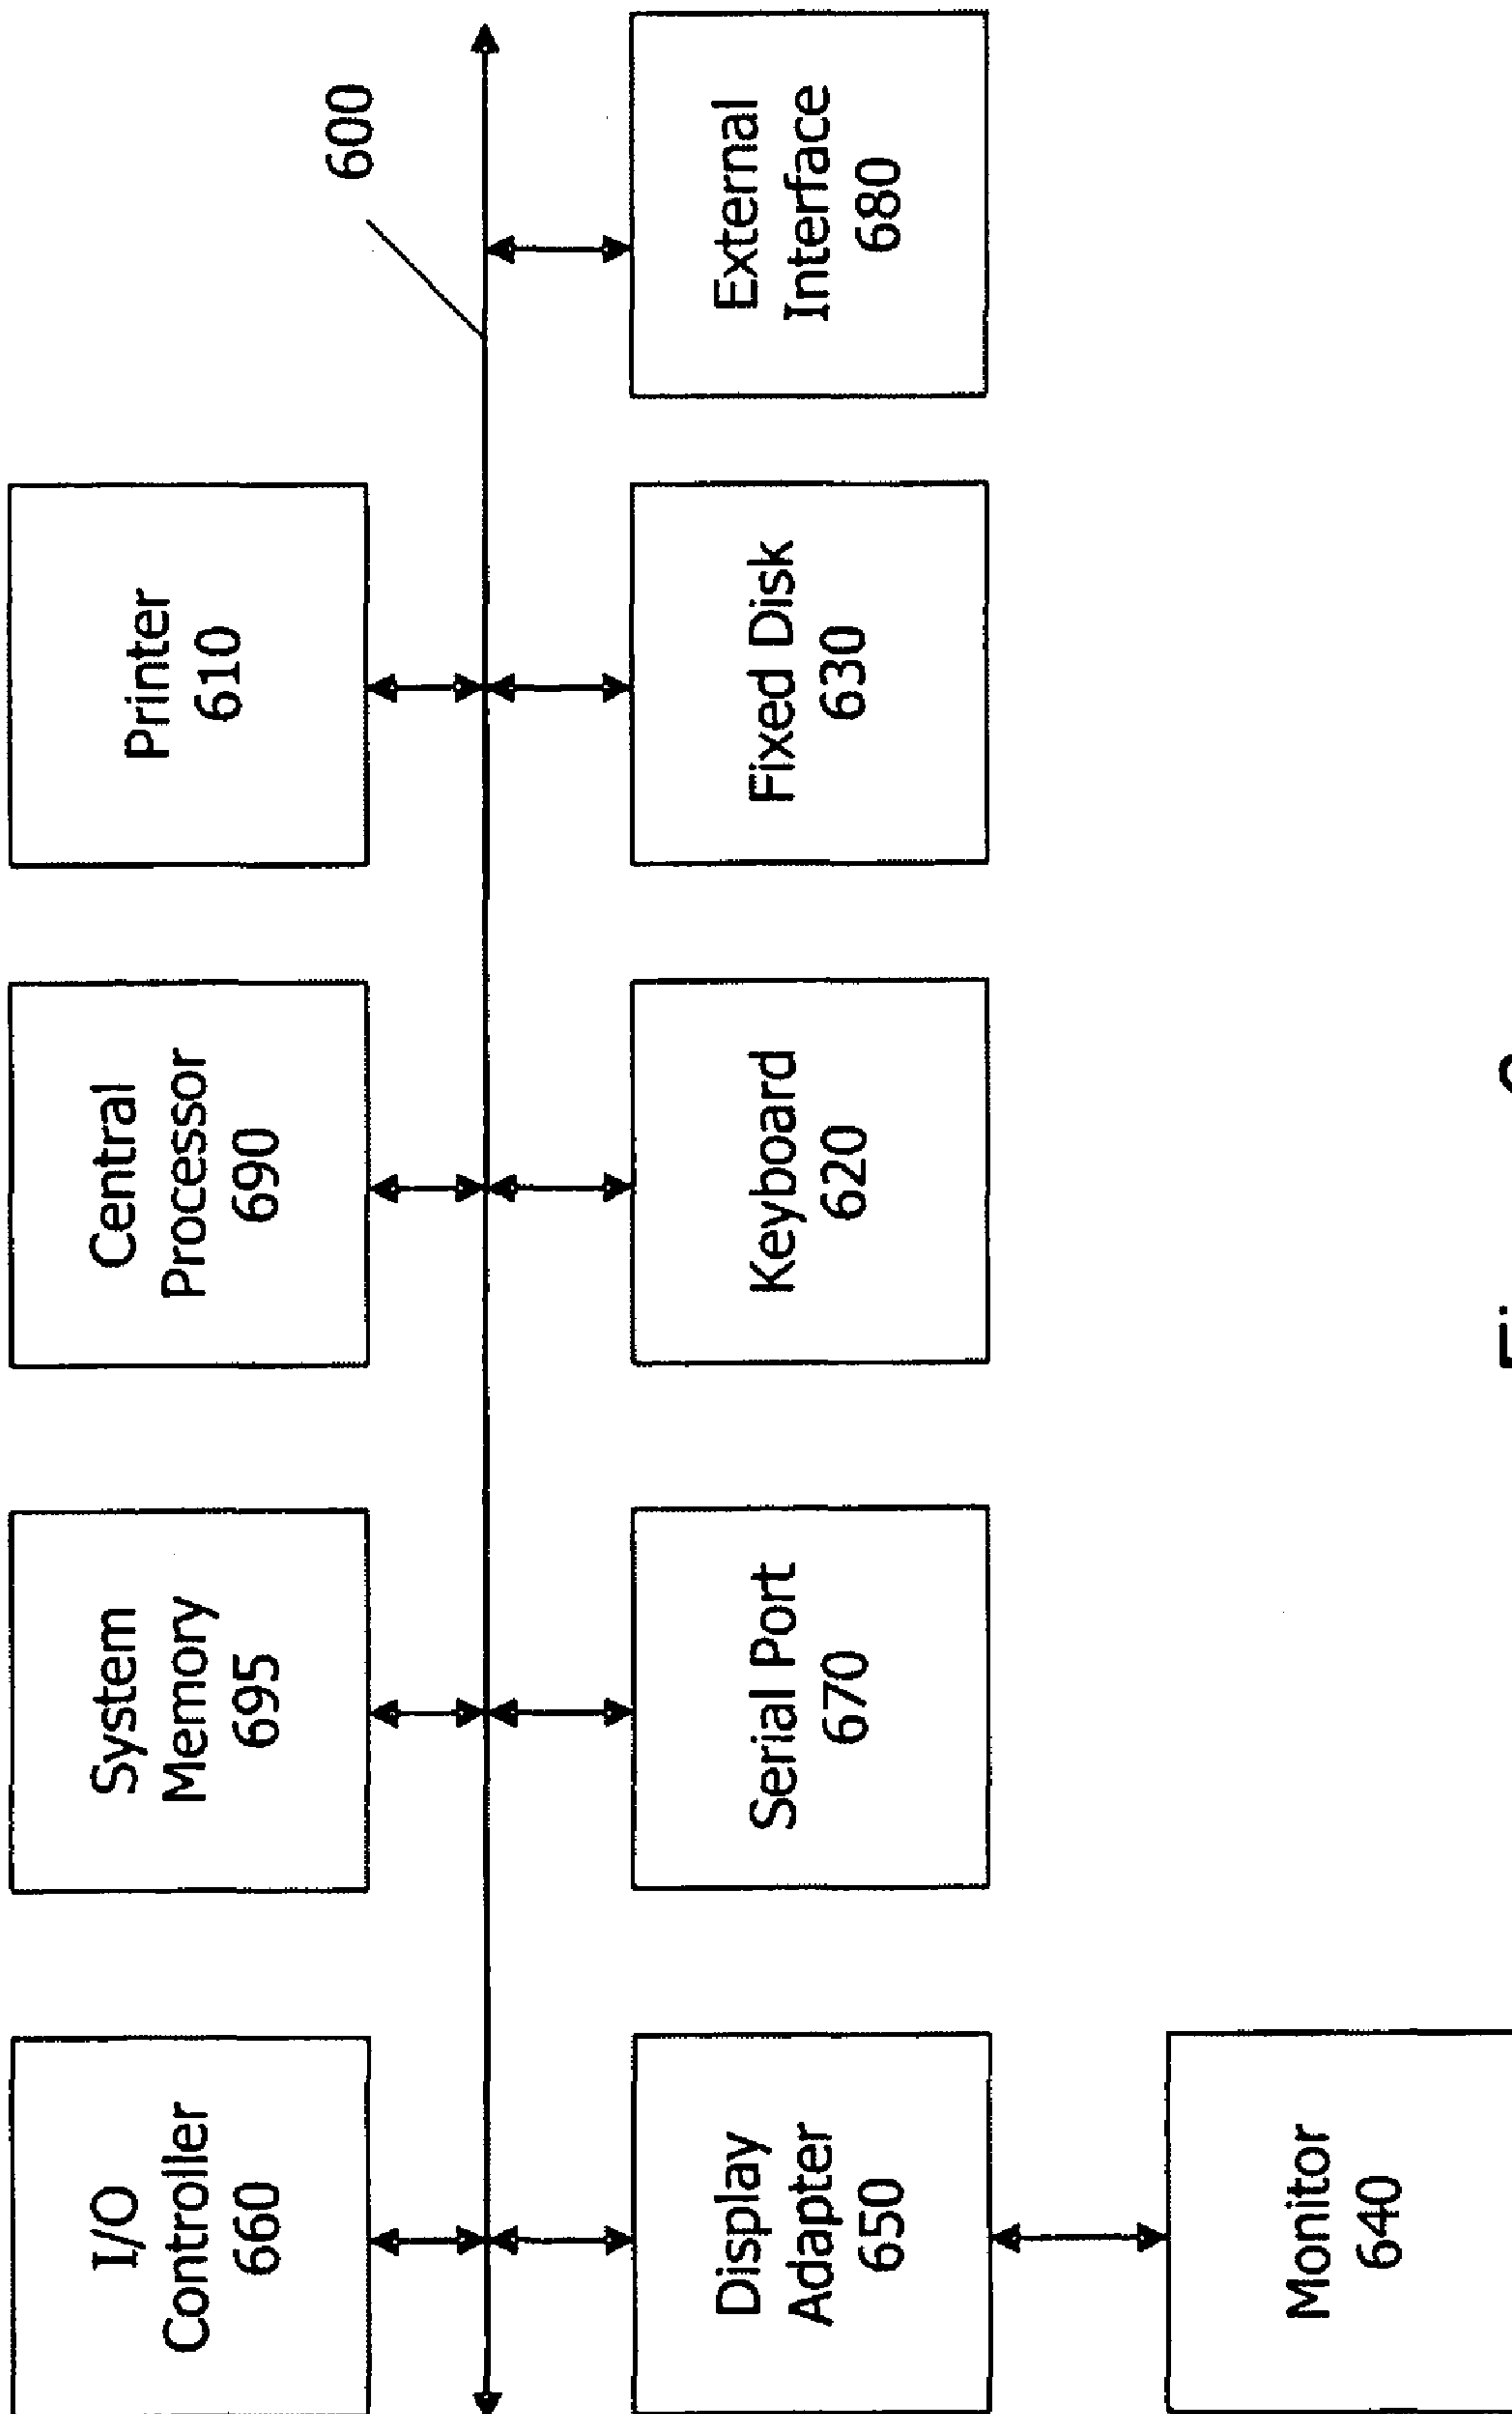 I/O
Controller
660
System
Memory
695
Central
Processor
690
Printer
610
600
Display
Adapter
650
Serial Port
670
Keyboard
620
Fixed Disk
630
External
Interface
680
Monitor
640